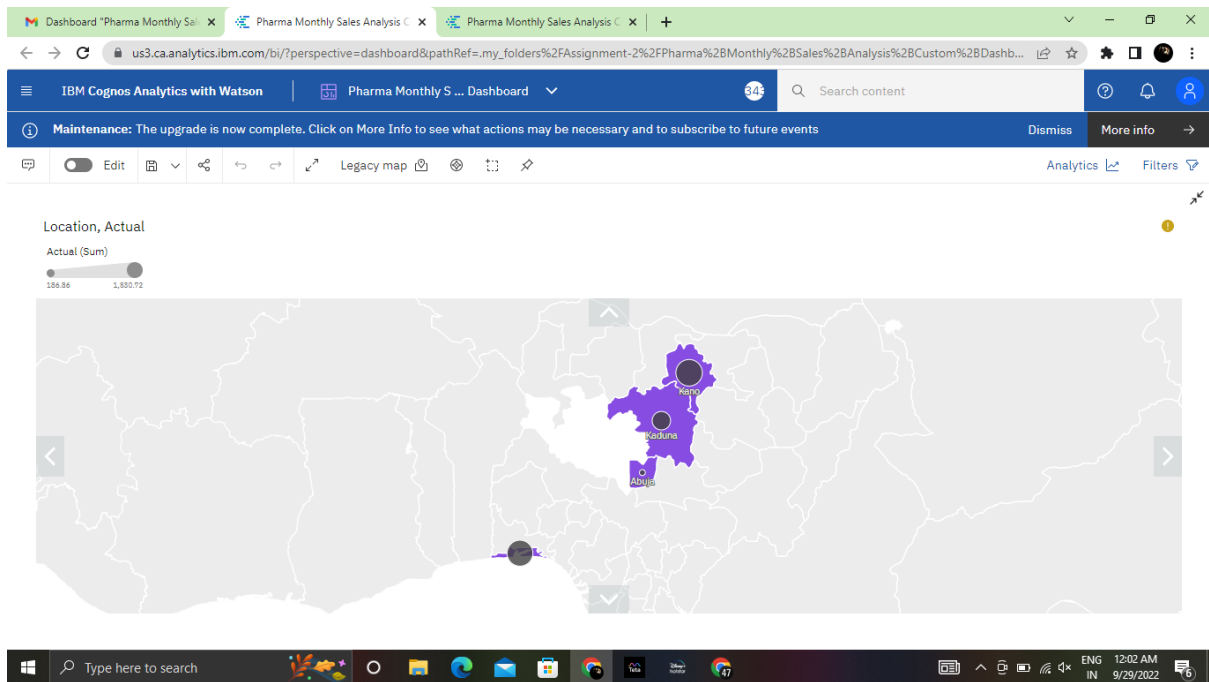 Dashboard "Pharma Monthly Sal
Pharma Monthly Sales Analysis C
Pharma Monthly Sales Analysis C
us3.ca.analytics.ibm.com/bi/?perspective=dashboard&pathRef=.my_folders%2FAssignment-2%2FPharma%2BMonthly%2BSales%2BAnalysis%2BCustom%2BDashb...
IBM Cognos Analytics with Watson
Pharma Monthly S ... Dashboard
Search content
Maintenance: The upgrade is now complete. Click on More Info to see what actions may be necessary and to subscribe to future events
Dismiss
More info
Edit
Legacy map
Analytics
Filters
Location, Actual
Actual (Sum)
186.86 1,830.72
Kano
Kaduna
Abuja
Type here to search
47
ENG 12:02 AM
IN 9/29/2022
6